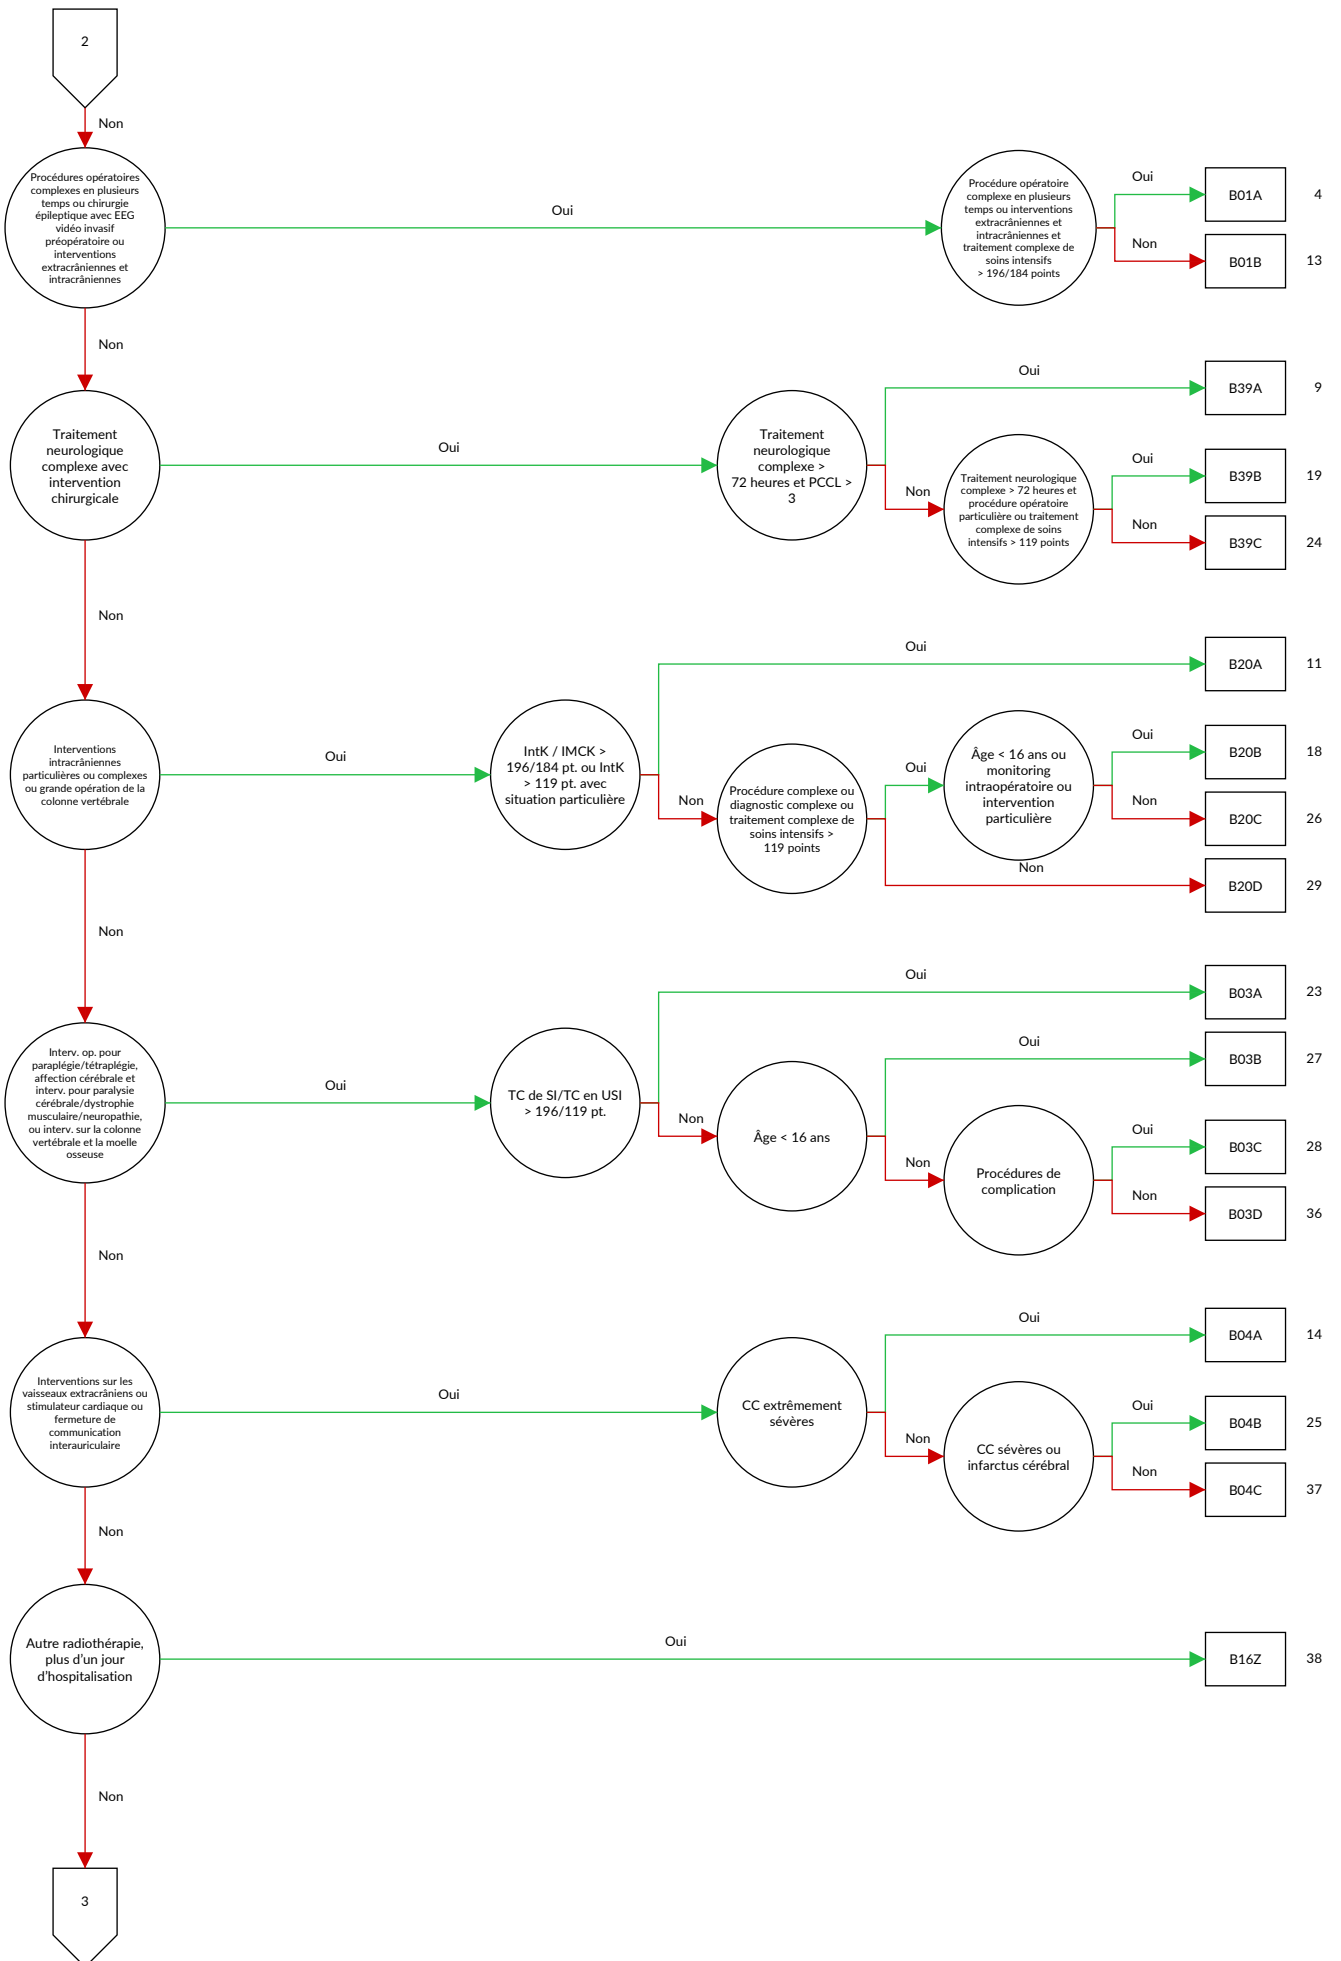 2
Non
Procédures opératoires
complexes en plusieurs
temps ou chirurgie
épileptique avec EEG
vidéo invasif
préopératoire ou
interventions
extracrâniennes et
intracrâniennes
Oui
Procédure opératoire
complexe en plusieurs
temps ou interventions
extracrâniennes et
intracrâniennes et
traitement complexe de
soins intensifs
> 196/184 points
Oui
B01A
4
Non
B01B
13
Non
Traitement
neurologique
complexe avec
intervention
chirurgicale
Oui
Traitement
neurologique
complexe >
72 heures et PCCL >
3
Oui
B39A
9
Non
Traitement neurologique
complexe > 72 heures et
procédure opératoire
particulière ou traitement
complexe de soins
intensifs > 119 points
Oui
B39B
19
Non
B39C
24
Non
Interventions
intracrâniennes
particulières ou complexes
ou grande opération de la
colonne vertébrale
Oui
IntK / IMCK >
196/184 pt. ou IntK
> 119 pt. avec
situation particulière
Oui
B20A
11
Non
Procédure complexe ou
diagnostic complexe ou
traitement complexe de
soins intensifs >
119 points
Oui
Âge < 16 ans ou
monitoring
intraopératoire ou
intervention
particulière
Oui
B20B
18
Non
B20C
26
Non
B20D
29
Non
Interv. op. pour
paraplégie/tétraplégie,
affection cérébrale et
interv. pour paralysie
cérébrale/dystrophie
musculaire/neuropathie,
ou interv. sur la colonne
vertébrale et la moelle
osseuse
Oui
TC de SI/TC en USI
> 196/119 pt.
Oui
B03A
23
Non
Âge < 16 ans
Oui
B03B
27
Non
Procédures de
complication
Oui
B03C
28
Non
B03D
36
Non
Interventions sur les
vaisseaux extracrâniens ou
stimulateur cardiaque ou
fermeture de
communication
interauriculaire
Oui
CC extrêmement
sévères
Oui
B04A
14
Non
CC sévères ou
infarctus cérébral
Oui
B04B
25
Non
B04C
37
Non
Autre radiothérapie,
plus d'un jour
d'hospitalisation
Oui
B16Z
38
Non
3